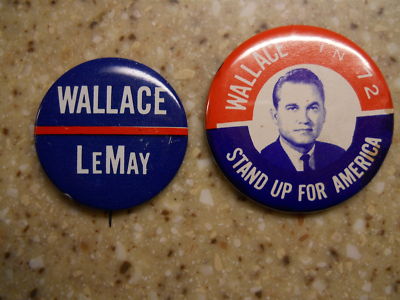 WALLACE
LEMAY
WALLACE IN '72
STAND UP FOR AMERICA